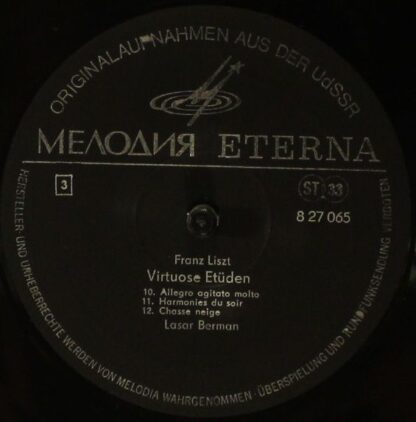 ORIGINALAUFNAHMEN AUS DER UdSSR
МЕЛОДИЯ ETERNA
3
ST 33
8 27 065
Franz Liszt
Virtuose Etüden
10. Allegro agitato molto
11. Harmonies du soir
12. Chasse neige
Lasar Berman
HERSTELLER- UND URHEBERRECHTE WERDEN VON MELODIA WAHRGENOMMEN · ÜBERSPIELUNG UND RUNDFUNKSENDUNG VERBOTEN